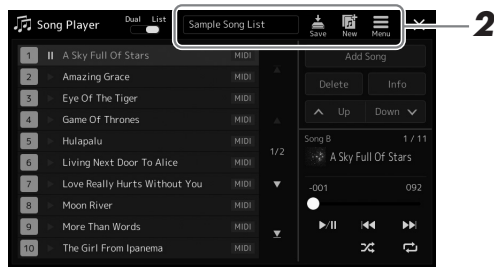 Song Player
Dual List
Sample Song List
Save
New
Menu
2
1 A Sky Full Of Stars MIDI
2 Amazing Grace MIDI
3 Eye Of The Tiger MIDI
4 Game Of Thrones MIDI
5 Hulapalu MIDI
6 Living Next Door To Alice MIDI
7 Love Really Hurts Without You MIDI
8 Moon River MIDI
9 More Than Words MIDI
10 The Girl From Ipanema MIDI
1/2
Add Song
Delete Info
Up Down
Song B 1 / 11
A Sky Full Of Stars
-001 092